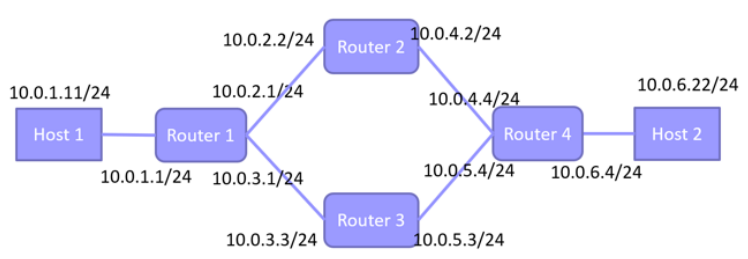 10.0.2.2/24
Router 2
10.0.4.2/24
10.0.1.11/24
10.0.2.1/24
10.0.4.4/24
10.0.6.22/24
Host 1
Router 1
Router 4
Host 2
10.0.1.1/24
10.0.3.1/24
10.0.5.4/24
10.0.6.4/24
Router 3
10.0.3.3/24
10.0.5.3/24